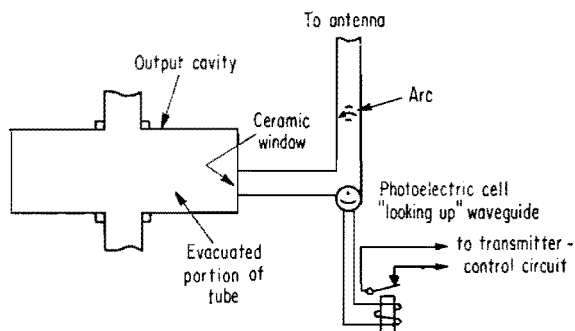 To antenna
Output cavity
Arc
Ceramic
window
Photoelectric cell
"looking up" waveguide
Evacuated
portion of
tube
to transmitter-
control circuit